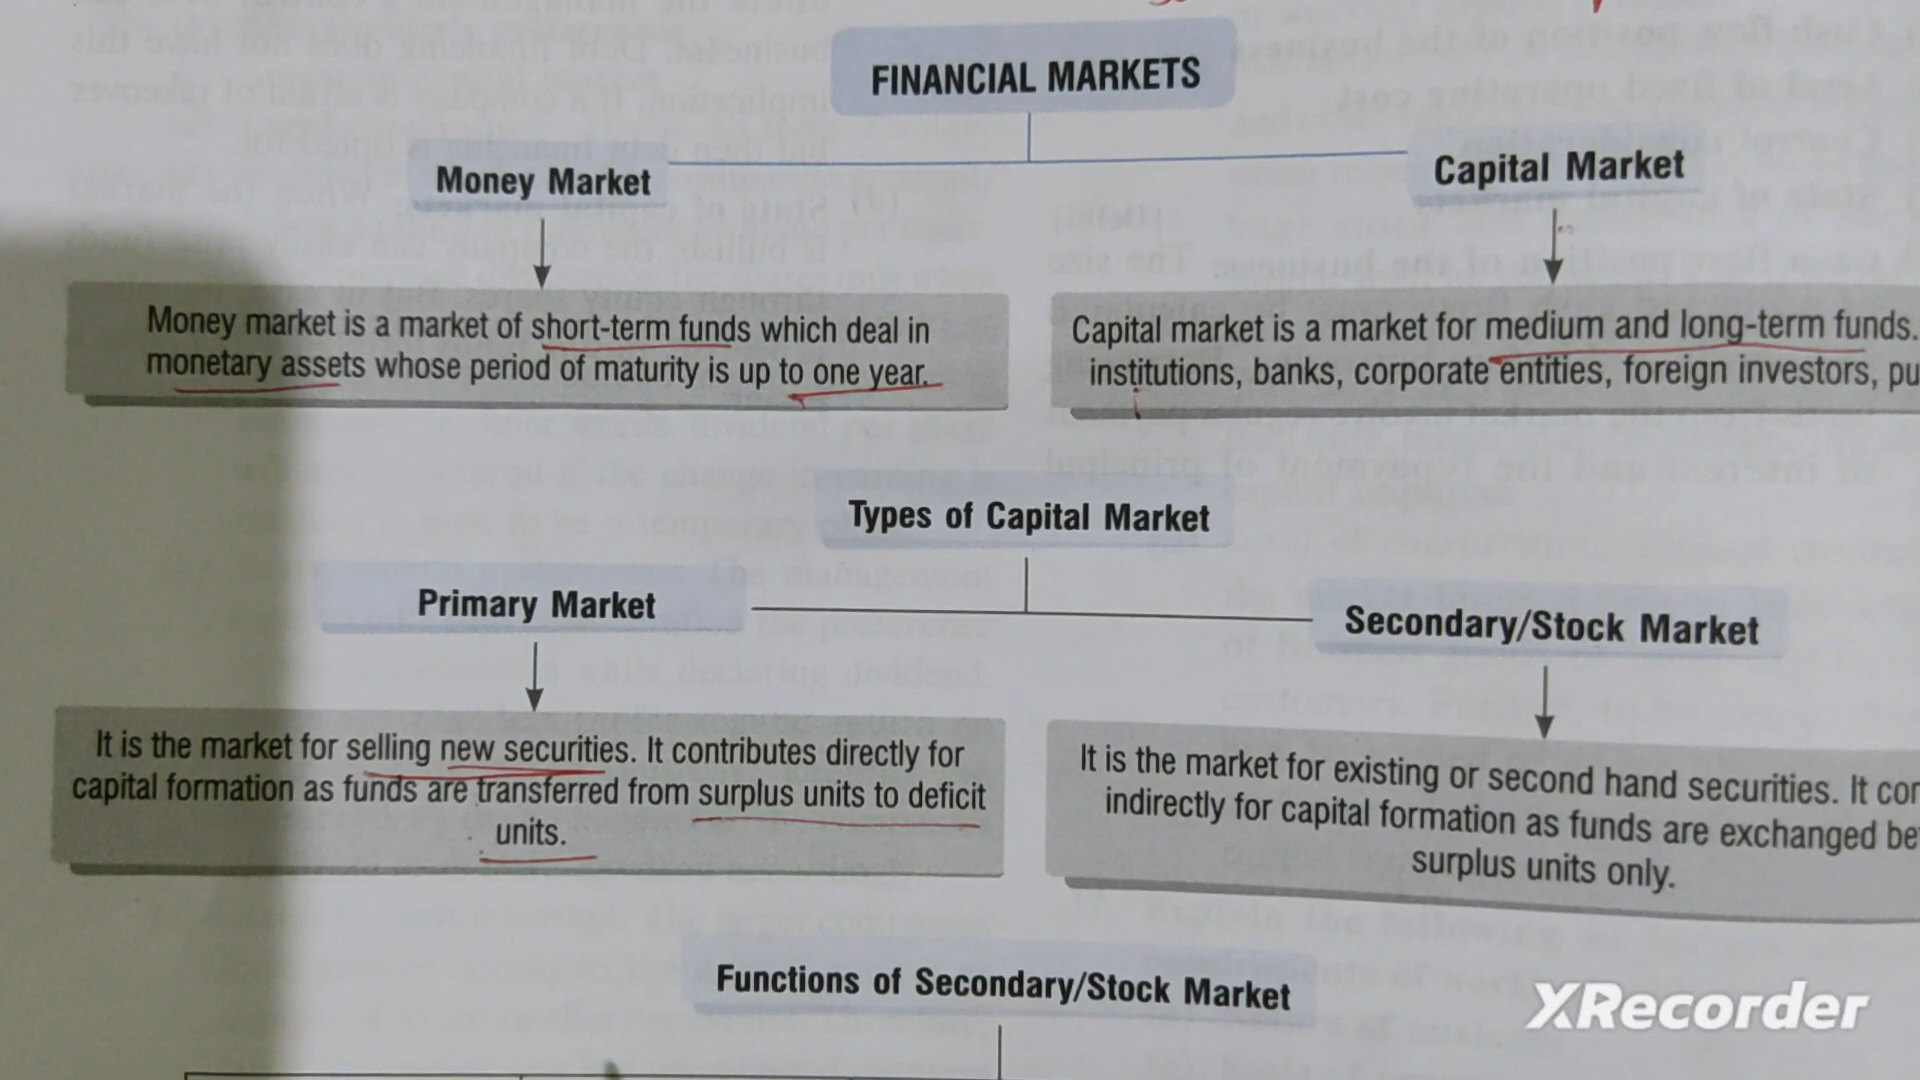 FINANCIAL MARKETS
Money Market
Capital Market
Money market is a market of short-term funds which deal in
monetary assets whose period of maturity is up to one year.
Capital market is a market for medium and long-term funds.
institutions, banks, corporate entities, foreign investors, pu
Types of Capital Market
Primary Market
Secondary/Stock Market
It is the market for selling new securities. It contributes directly for
capital formation as funds are transferred from surplus units to deficit
units.
It is the market for existing or second hand securities. It cor
indirectly for capital formation as funds are exchanged be
surplus units only.
Functions of Secondary/Stock Market
XRecorder